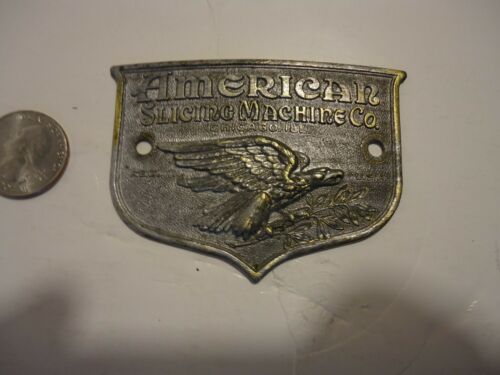 AMERICAN
SLICING MACHINE CO.
CHICAGO, ILL.